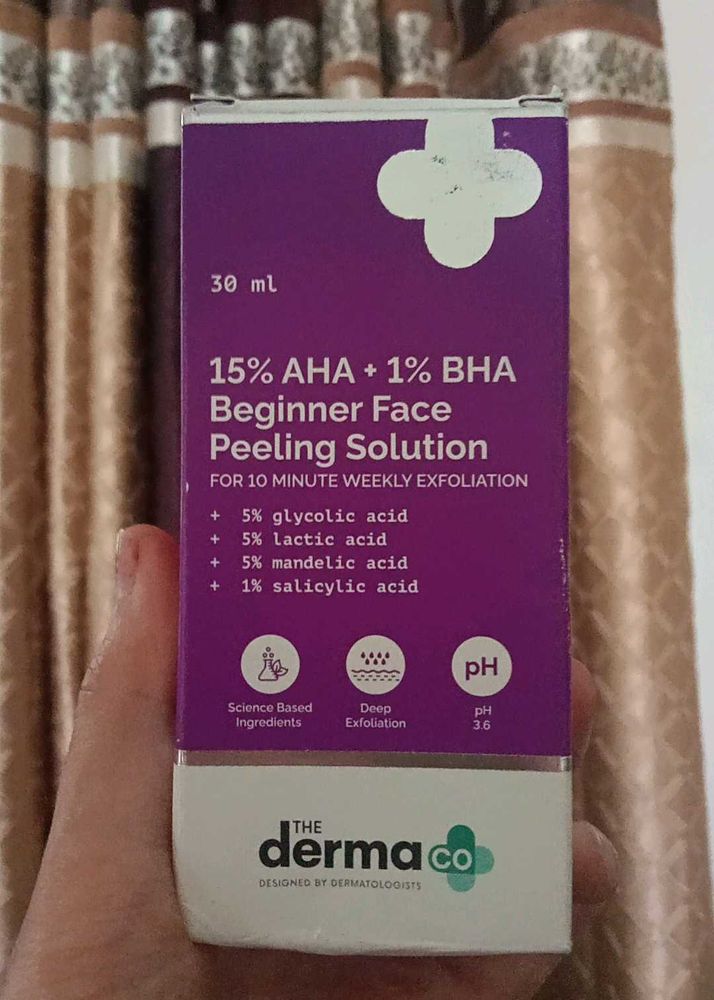 30 ml
15% AHA + 1% BHA
Beginner Face
Peeling Solution
FOR 10 MINUTE WEEKLY EXFOLIATION
+ 5% glycolic acid
+ 5% lactic acid
+ 5% mandelic acid
+ 1% salicylic acid
pH
Science Based
Ingredients
Deep
Exfoliation
pH
3.6
THE
derma co
DESIGNED BY DERMATOLOGISTS